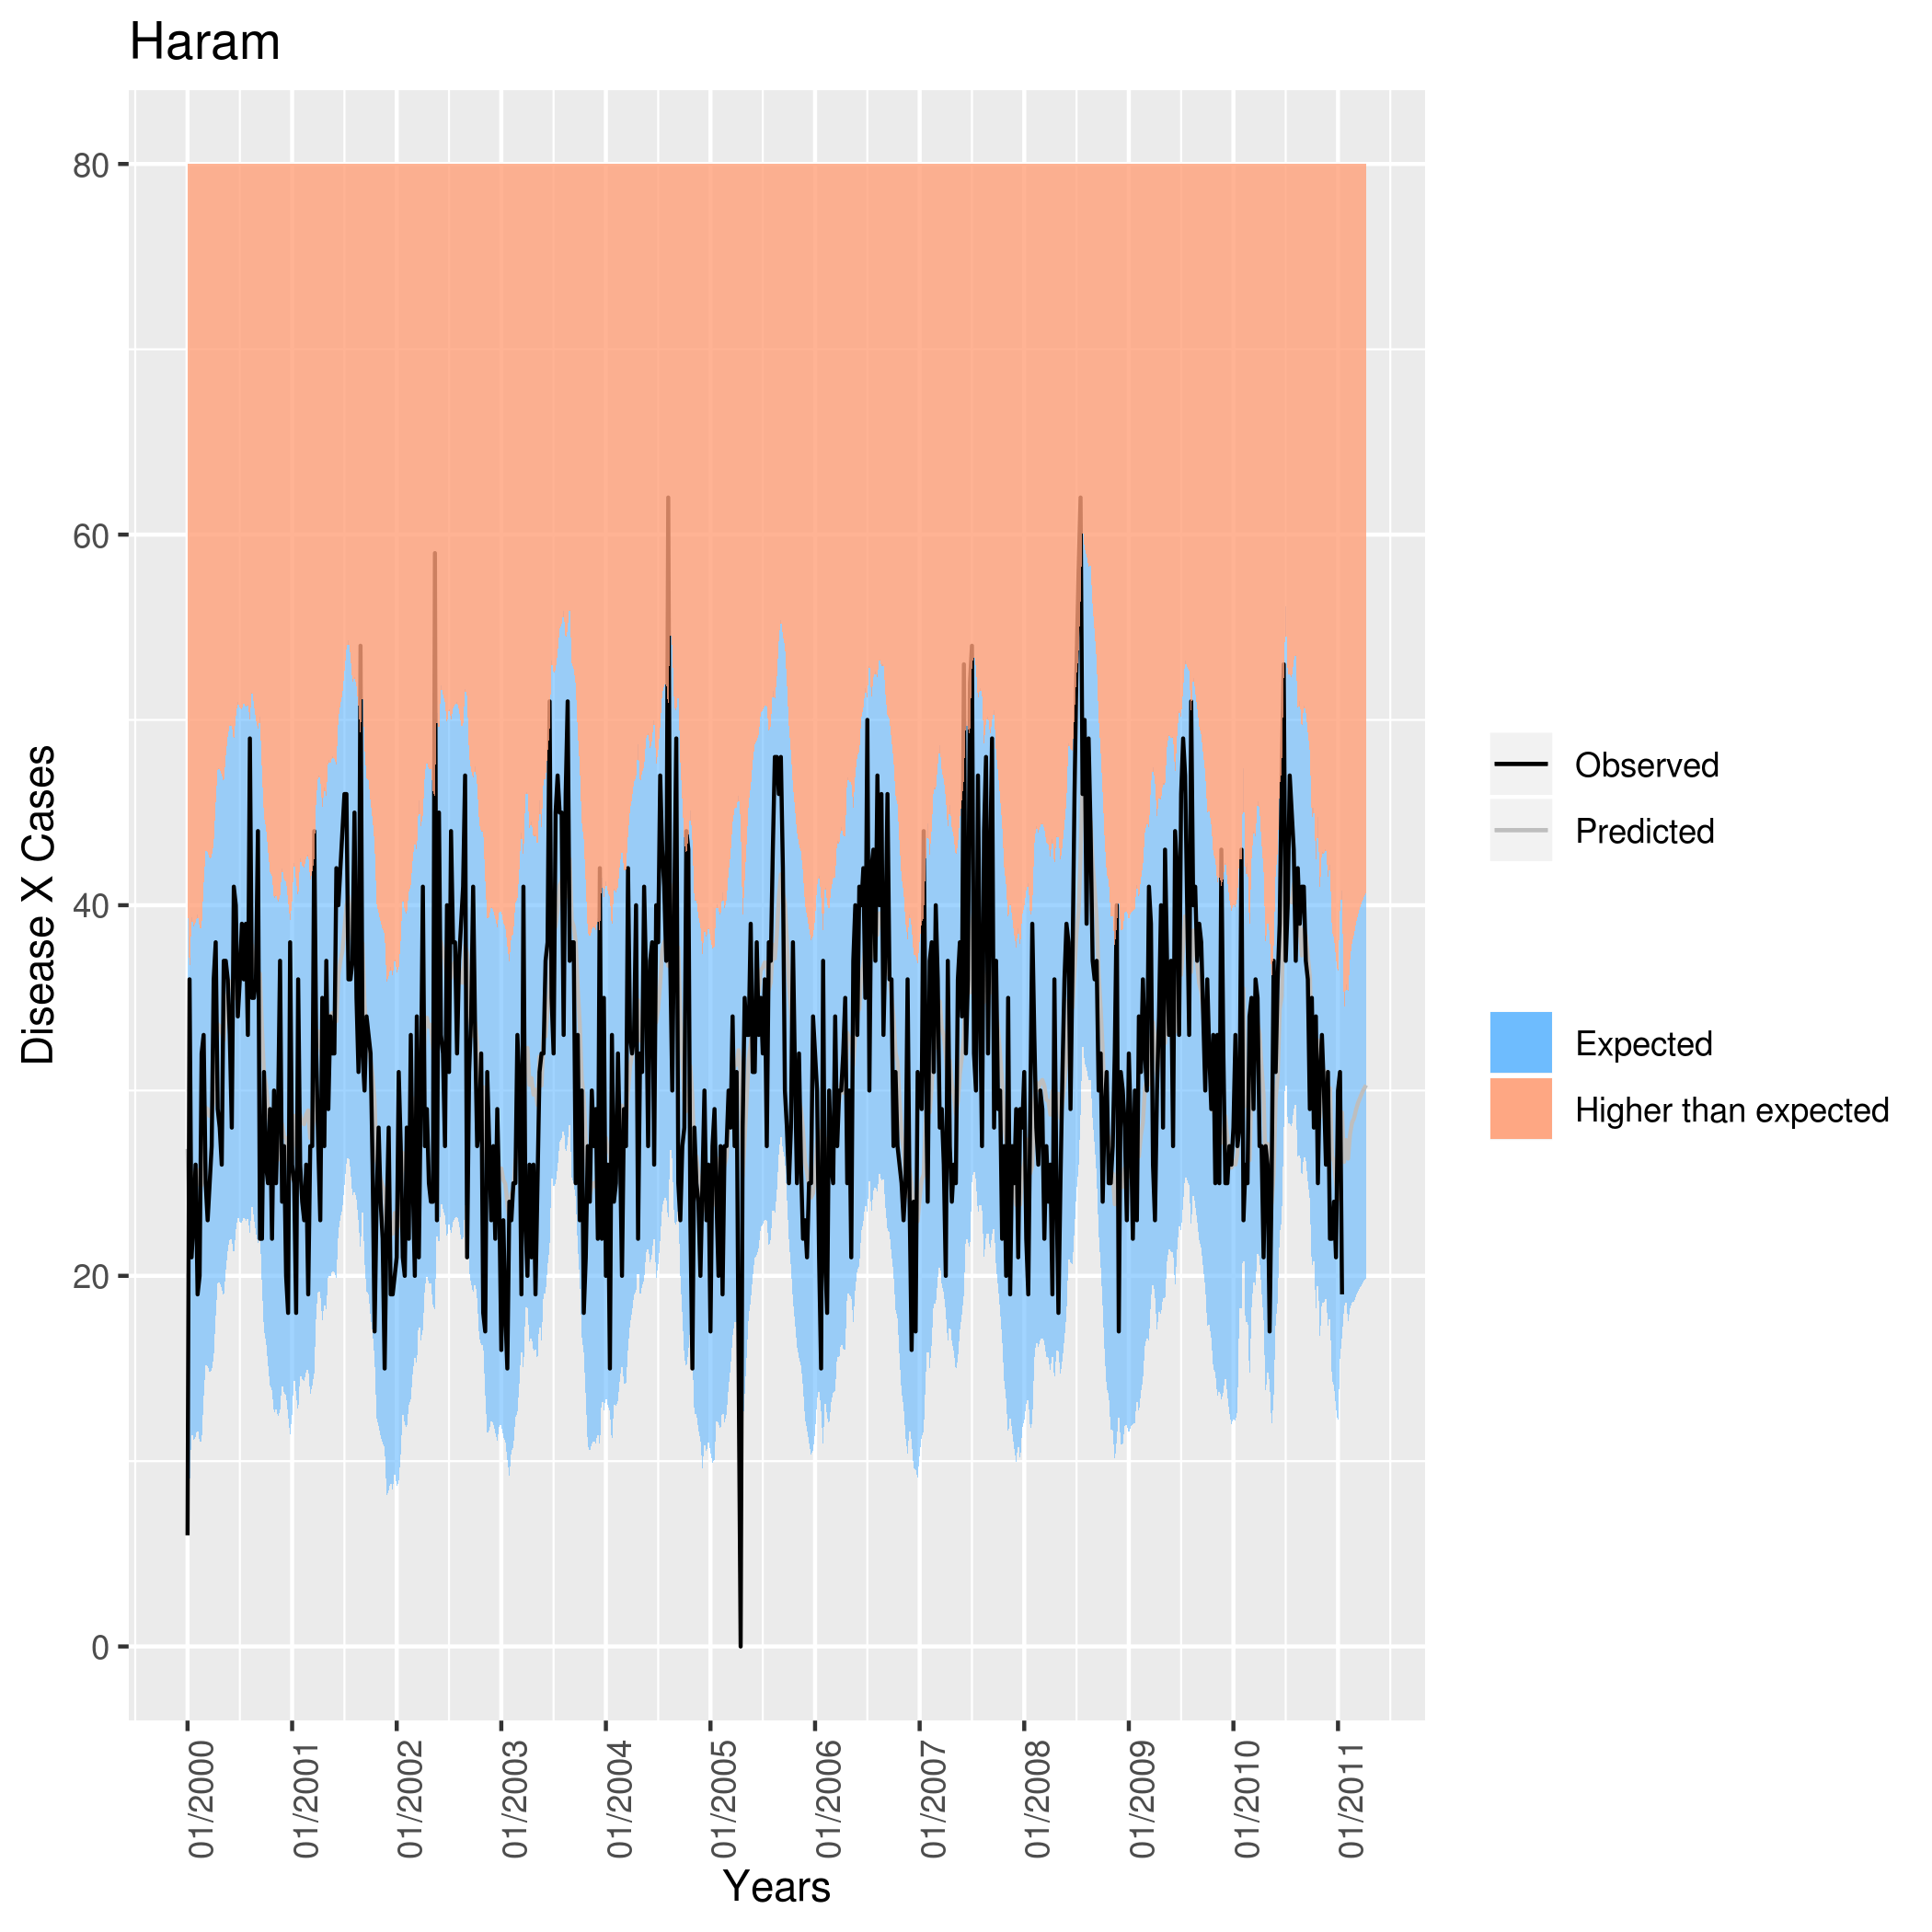 Haram
80
60
40
20
0
Disease X Cases
01/2000
01/2001
01/2002
01/2003
01/2004
01/2005
01/2006
01/2007
01/2008
01/2009
01/2010
01/2011
Years
Observed
Predicted
Expected
Higher than expected